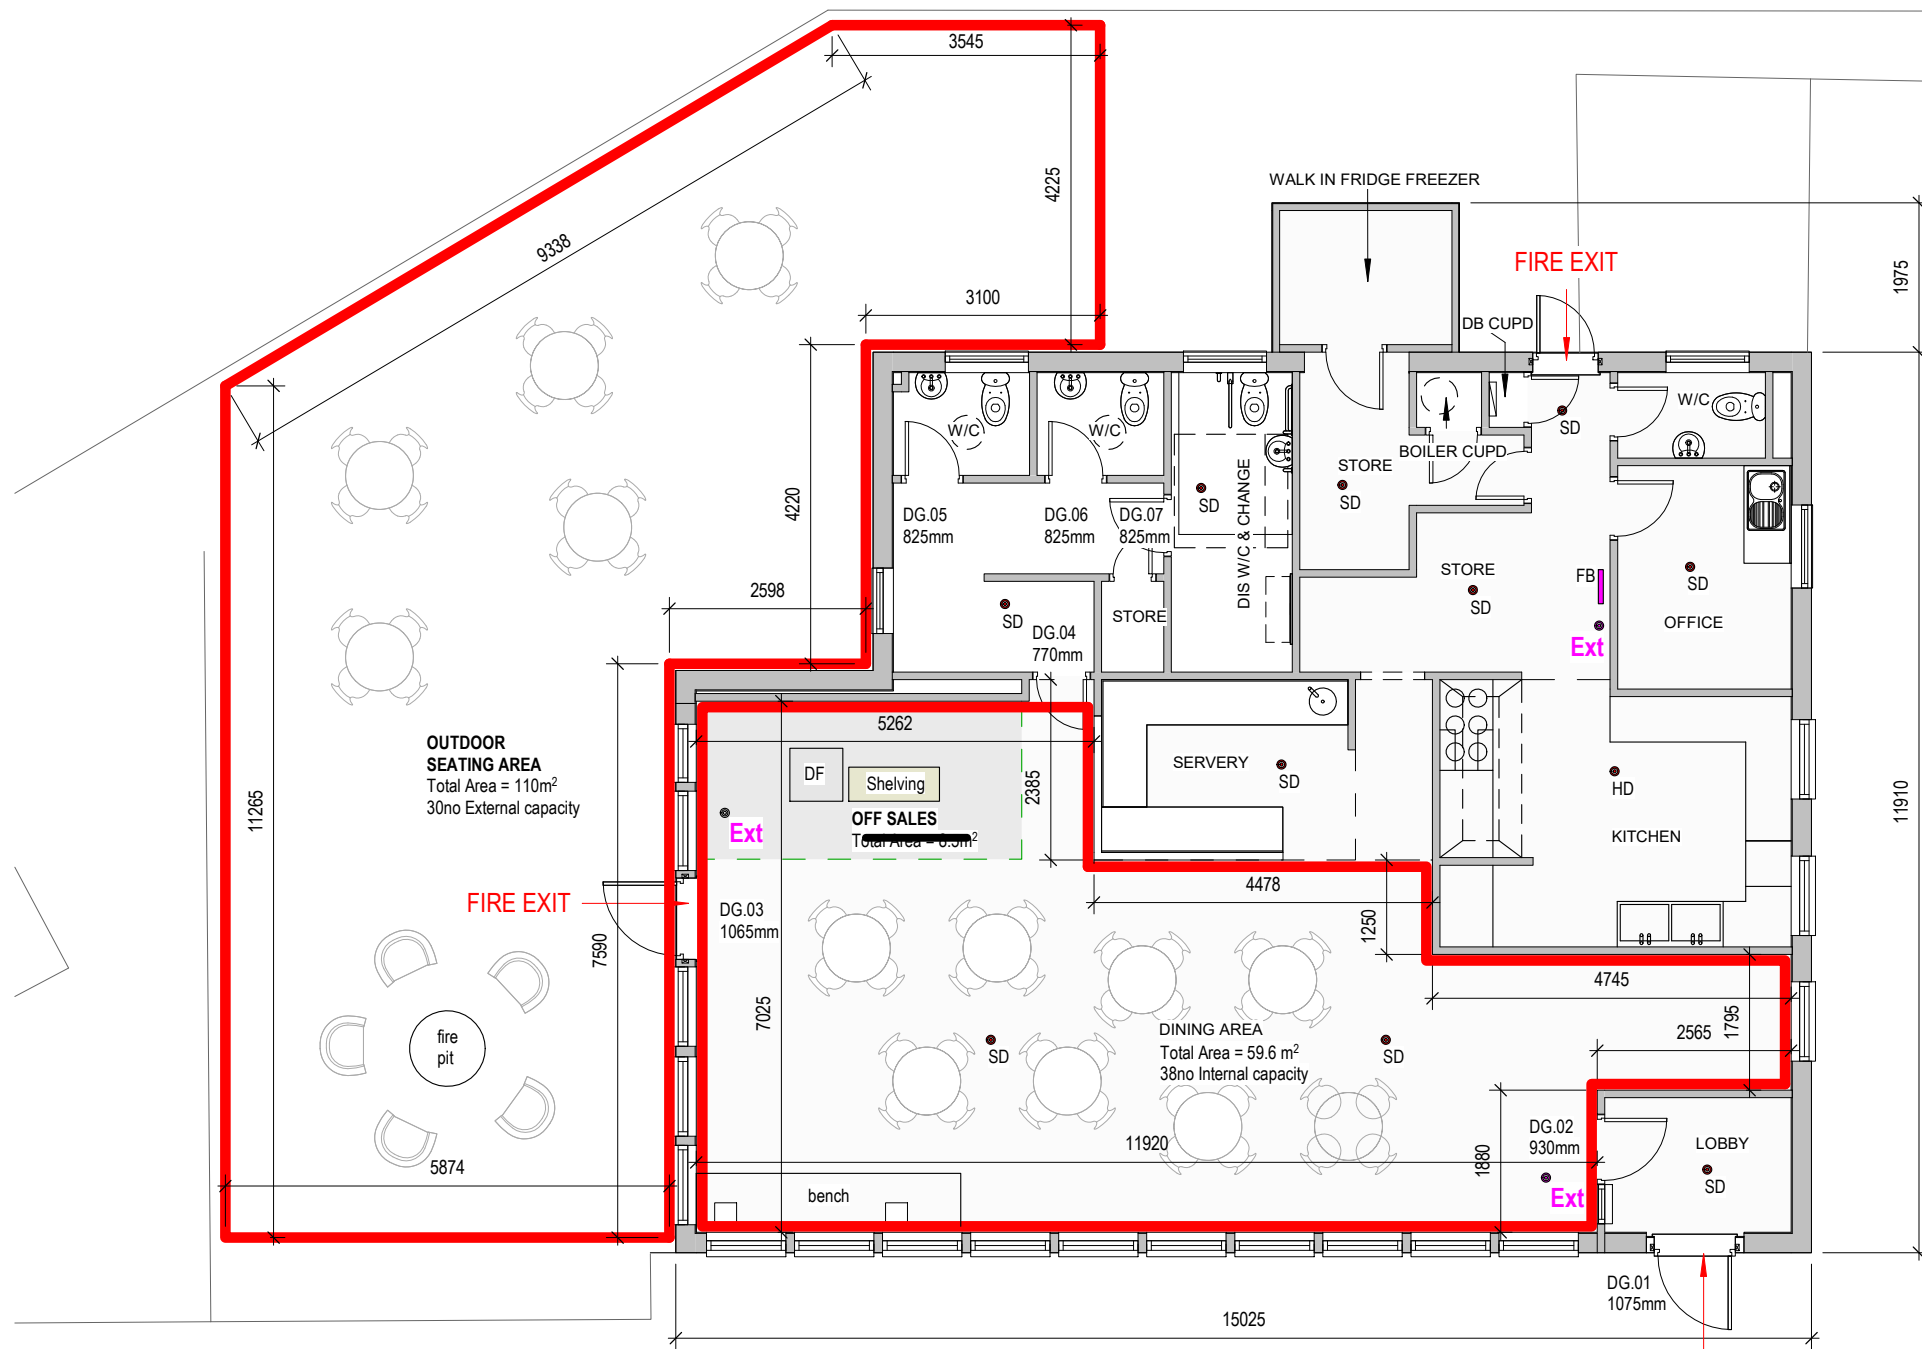 3545
WALK IN FRIDGE FREEZER
4225
9338
FIRE EXIT
1975
3100
DB CUPD
W/C
W/C
W/C
SD
BOILER CUPD
STORE
SD
SD
DIS W/C & CHANGE
4220
DG.05
825mm
DG.06
825mm
DG.07
825mm
STORE
SD
FB
SD
Ext
OFFICE
2598
SD
DG.04
770mm
STORE
5262
OUTDOOR
SEATING AREA
Total Area = 110m²
30no External capacity
DF
Shelving
OFF SALES
Total Area = 8.5m²
Ext
2385
SERVERY
SD
HD
KITCHEN
11910
11265
FIRE EXIT
DG.03
1065mm
4478
1250
7590
7025
4745
2565
1795
fire
pit
SD
DINING AREA
Total Area = 59.6 m²
38no Internal capacity
SD
5874
11920
1880
DG.02
930mm
LOBBY
SD
Ext
bench
DG.01
1075mm
15025